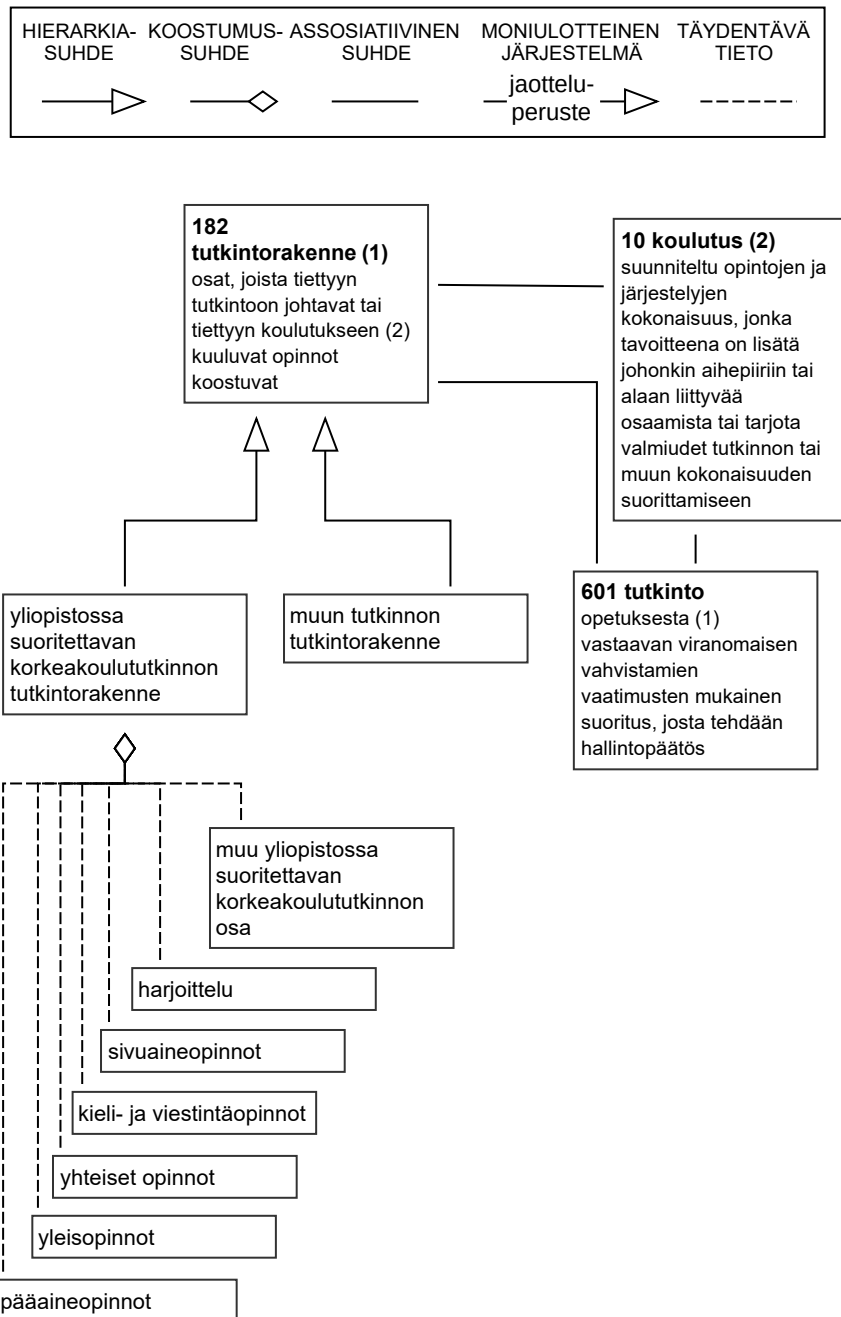 HIERARKIA-
SUHDE
KOOSTUMUS-
SUHDE
ASSOSIATIIVINEN
SUHDE
MONIULOTTEINEN
JÄRJESTELMÄ
jaottelu-
peruste
TÄYDENTÄVÄ
TIETO
182
tutkintorakenne (1)
osat, joista tiettyyn
tutkintoon johtavat tai
tiettyyn koulutukseen (2)
kuuluvat opinnot
koostuvat
10 koulutus (2)
suunniteltu opintojen ja
järjestelyjen
kokonaisuus, jonka
tavoitteena on lisätä
johonkin aihepiiriin tai
alaan liittyvää
osaamista tai tarjota
valmiudet tutkinnon tai
muun kokonaisuuden
suorittamiseen
601 tutkinto
opetuksesta (1)
vastaavan viranomaisen
vahvistamien
vaatimusten mukainen
suoritus, josta tehdään
hallintopäätös
yliopistossa
suoritettavan
korkeakoulututkinnon
tutkintorakenne
muun tutkinnon
tutkintorakenne
muu yliopistossa
suoritettavan
korkeakoulututkinnon
osa
harjoittelu
sivuaineopinnot
kieli- ja viestintäopinnot
yhteiset opinnot
yleisopinnot
pääaineopinnot